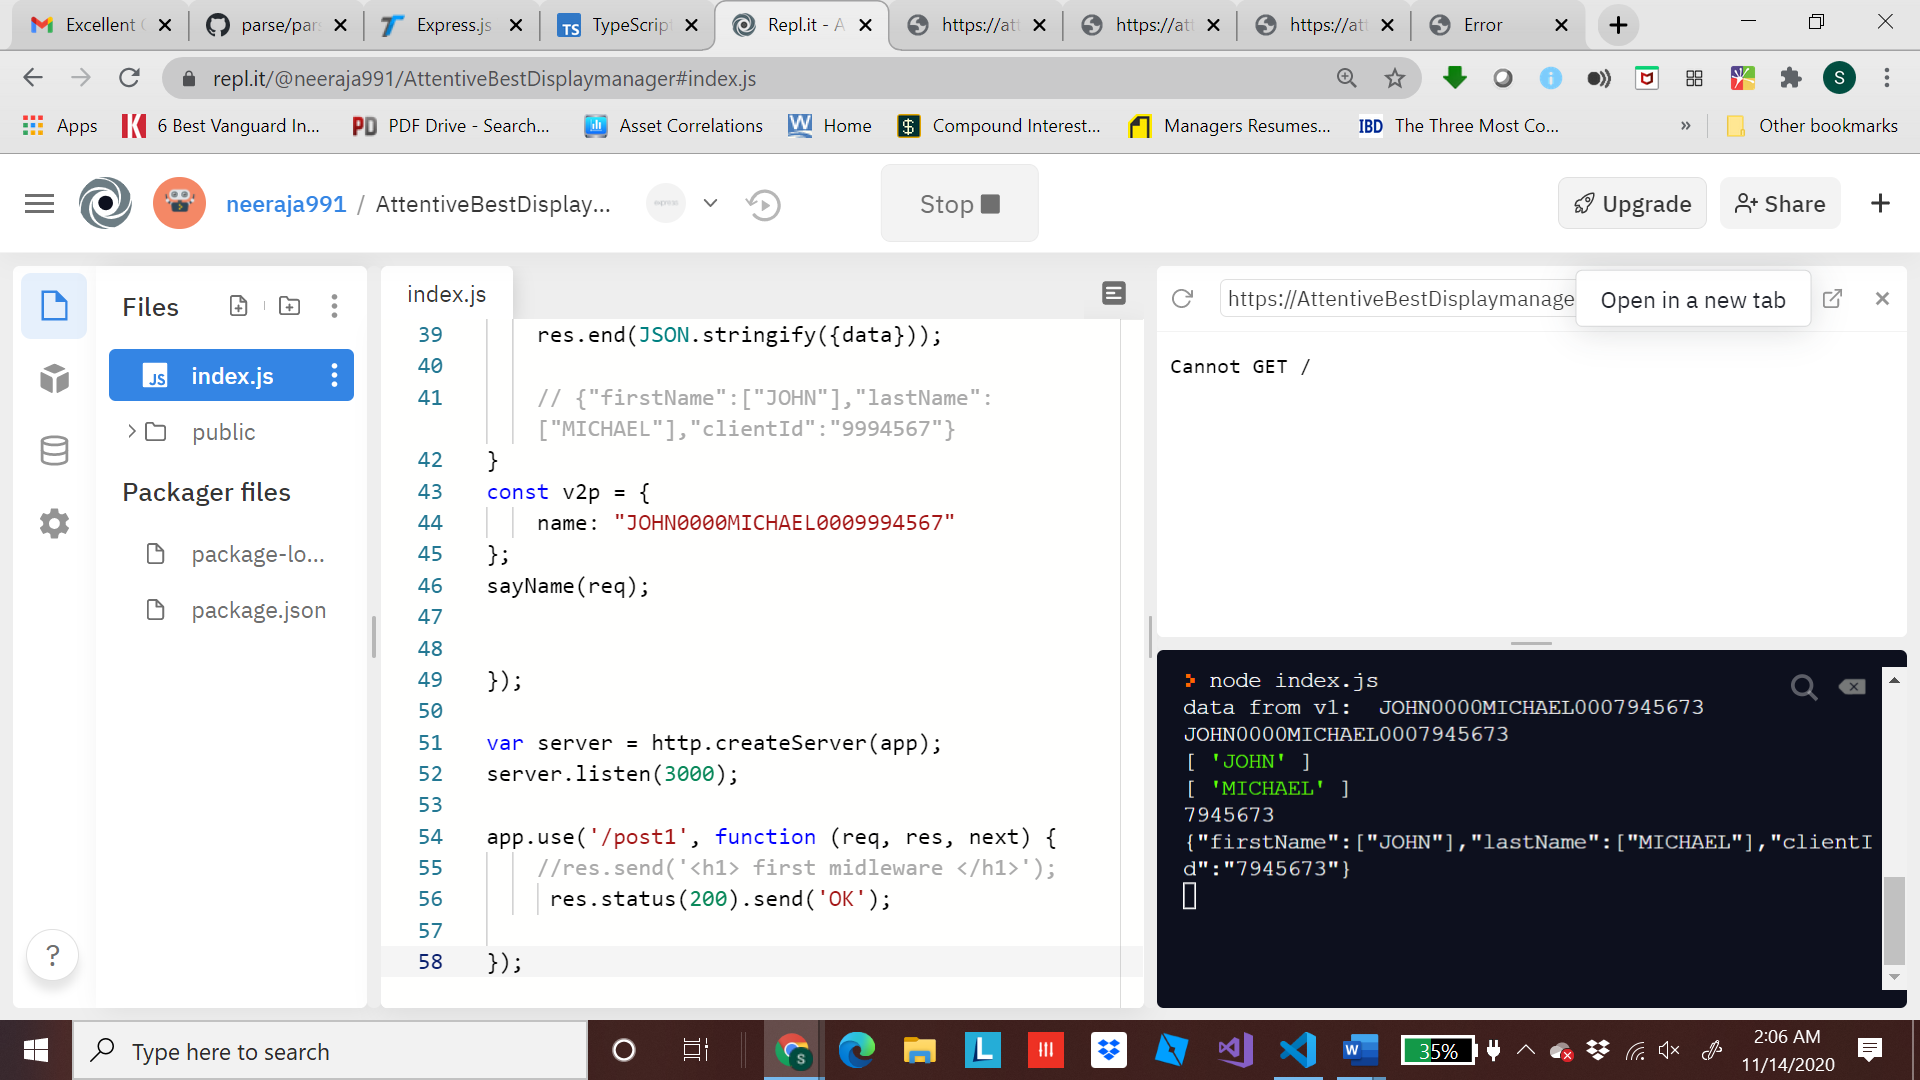 Excellent
parse/pars
Express.js
TypeScript
Repl.it - A
https://att
https://att
https://att
Error
repl.it/@neeraja991/AttentiveBestDisplaymanager#index.js
S
Apps
6 Best Vanguard In...
PDF Drive - Search...
Asset Correlations
Home
Compound Interest...
Managers Resumes...
IBD The Three Most Co...
»
Other bookmarks
neeraja991 / AttentiveBestDisplay...
express
Stop
Upgrade
Share
Files
index.js
public
Packager files
package-lo...
package.json
?
index.js
39 res.end(JSON.stringify({data}));
40
41 // {"firstName":["JOHN"],"lastName":
["MICHAEL"],"clientId":"9994567"}
42 }
43 const v2p = {
44 name: "JOHN0000MICHAEL0009994567"
45 };
46 sayName(req);
47
48
49 });
50
51 var server = http.createServer(app);
52 server.listen(3000);
53
54 app.use('/post1', function (req, res, next) {
55 //res.send('<h1> first midleware </h1>');
56 res.status(200).send('OK');
57
58 });
https://AttentiveBestDisplaymanage
Open in a new tab
Cannot GET /
node index.js
data from v1: JOHN0000MICHAEL0007945673
JOHN0000MICHAEL0007945673
[ 'JOHN' ]
[ 'MICHAEL' ]
7945673
{"firstName":["JOHN"],"lastName":["MICHAEL"],"clientI
d":"7945673"}
Type here to search
35%
2:06 AM
11/14/2020